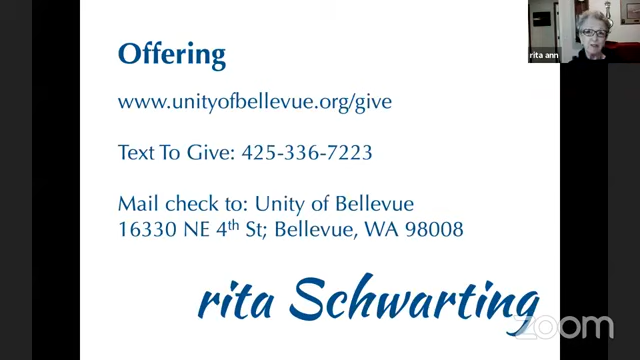 Offering
www.unityofbellevue.org/give
Text To Give: 425-336-7223
Mail check to: Unity of Bellevue
16330 NE 4th St; Bellevue, WA 98008
rita Schwarting
rita ann
zoom